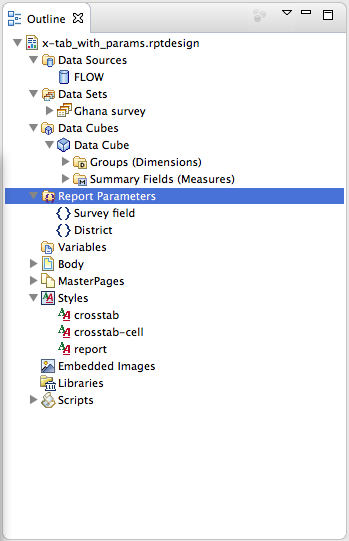 Outline
x-tab_with_params.rptdesign
Data Sources
FLOW
Data Sets
Ghana survey
Data Cubes
Data Cube
Groups (Dimensions)
Summary Fields (Measures)
Report Parameters
Survey field
District
Variables
Body
MasterPages
Styles
crosstab
crosstab-cell
report
Embedded Images
Libraries
Scripts